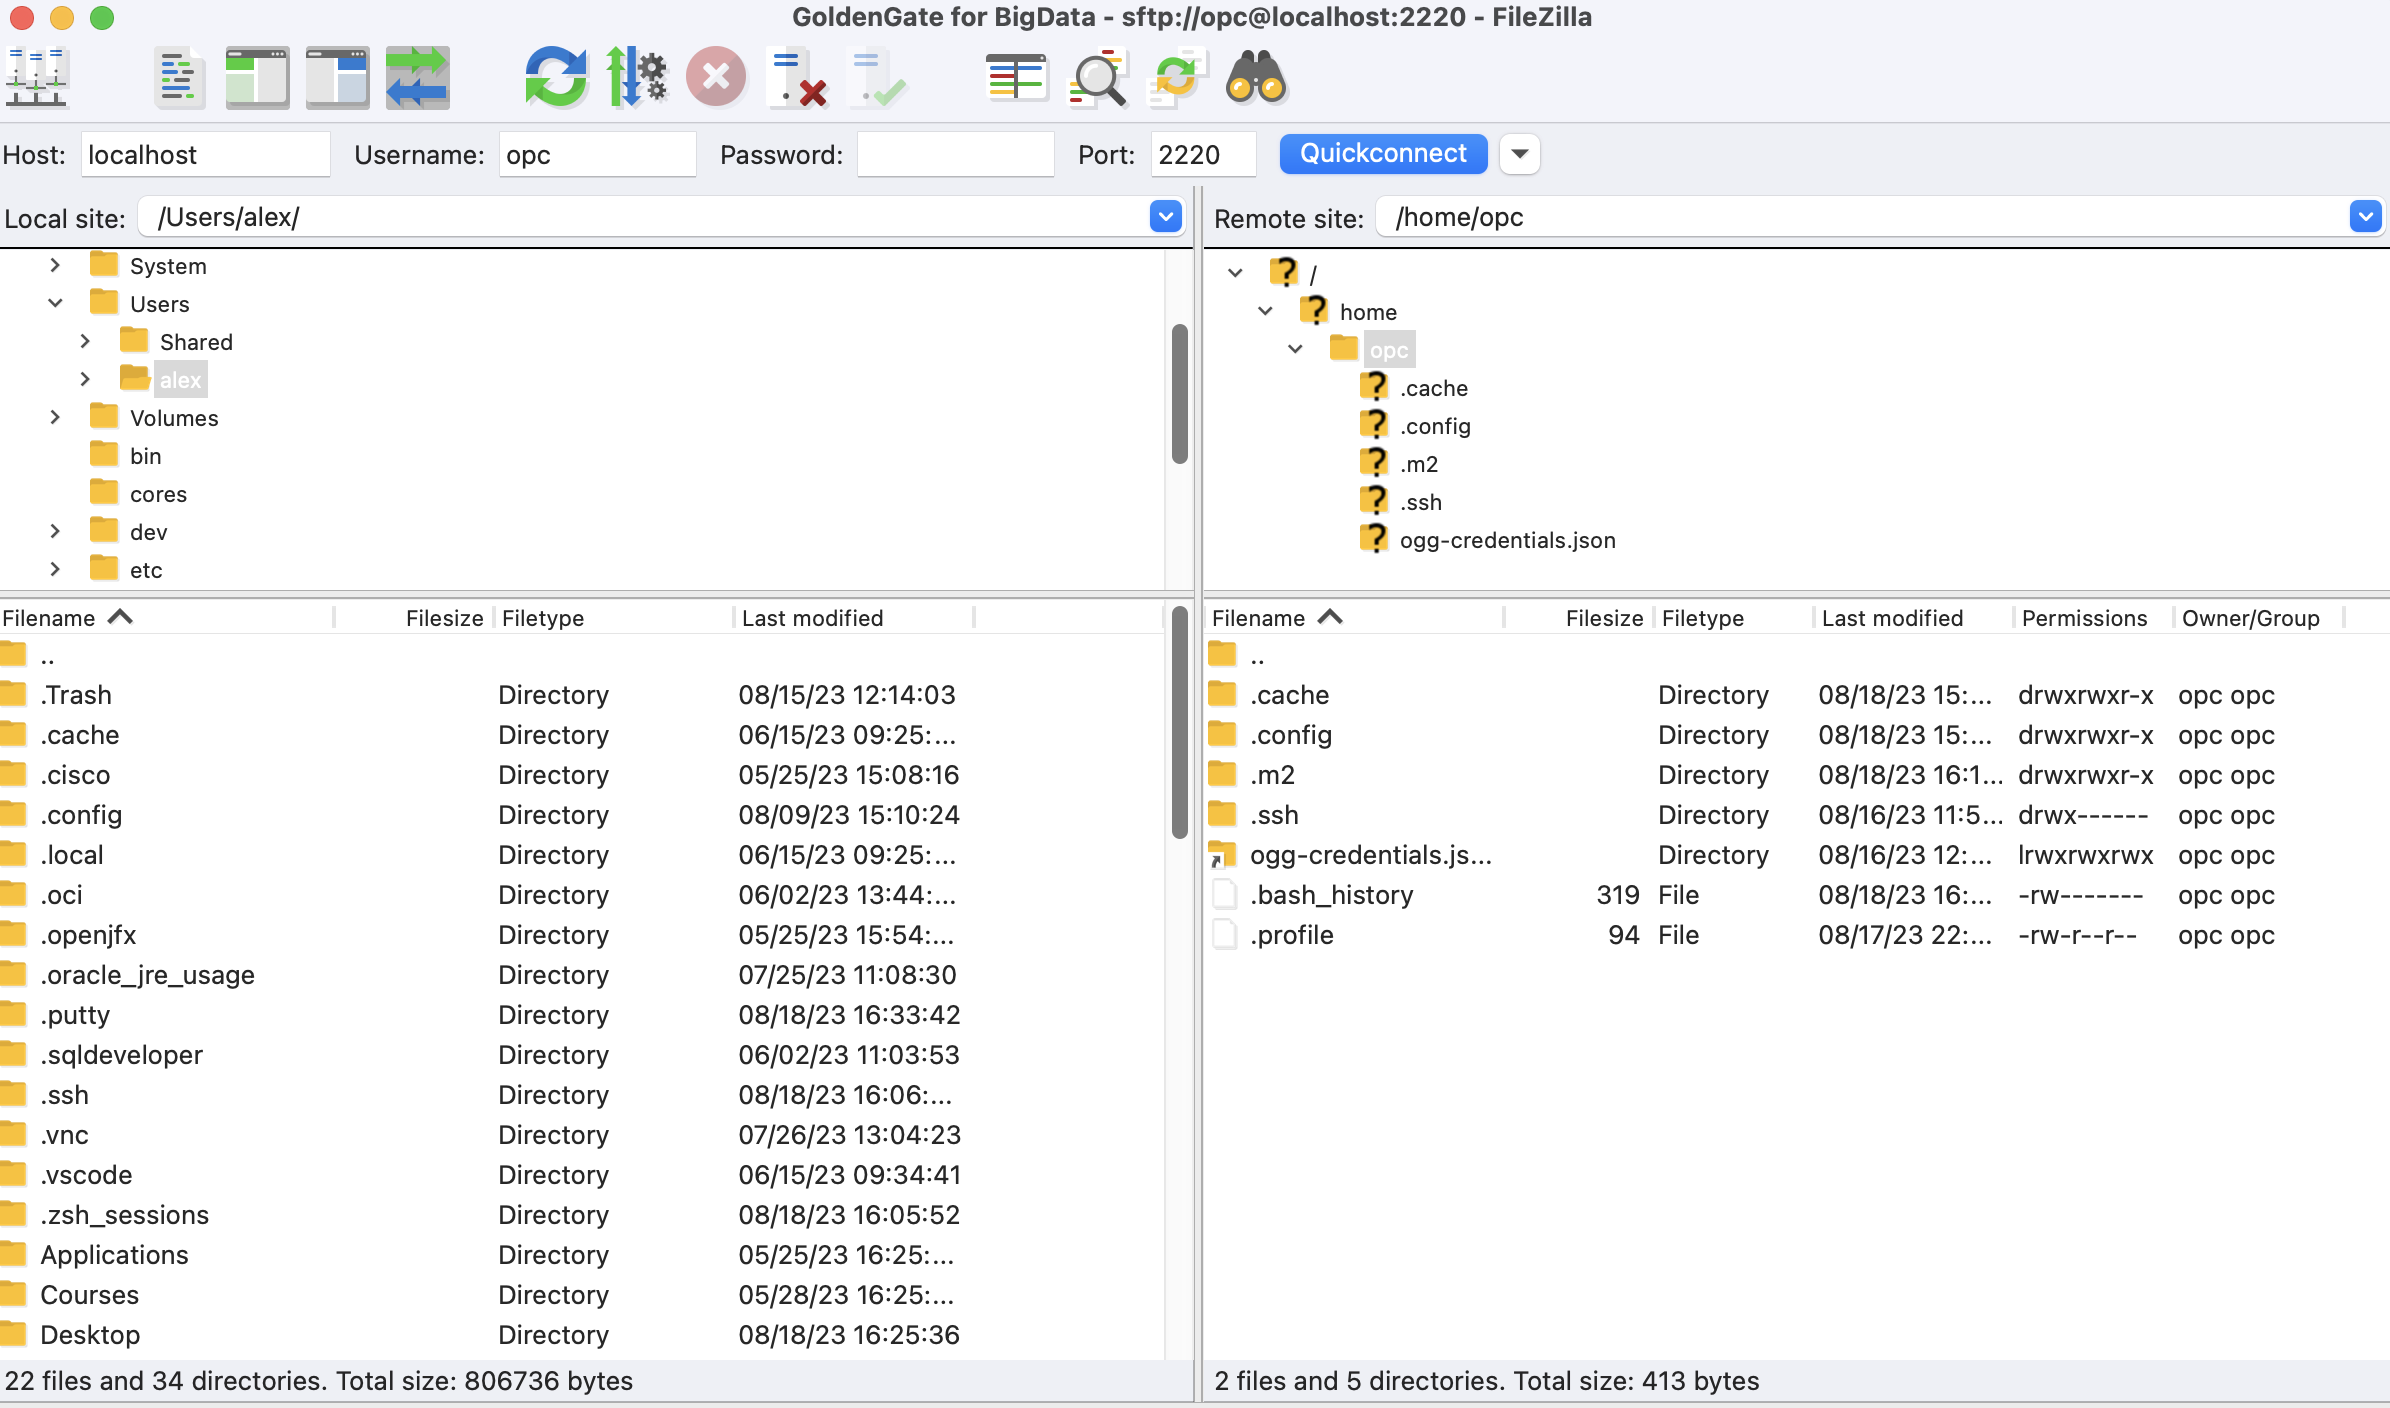 GoldenGate for BigData - sftp://opc@localhost:2220 - FileZilla
Host: localhost Username: opc Password: Port: 2220 Quickconnect
Local site: /Users/alex/
System
Users
Shared
alex
Volumes
bin
cores
dev
etc
Filename Filesize Filetype Last modified
..
.Trash Directory 08/15/23 12:14:03
.cache Directory 06/15/23 09:25:...
.cisco Directory 05/25/23 15:08:16
.config Directory 08/09/23 15:10:24
.local Directory 06/15/23 09:25:...
.oci Directory 06/02/23 13:44:...
.openjfx Directory 05/25/23 15:54:...
.oracle_jre_usage Directory 07/25/23 11:08:30
.putty Directory 08/18/23 16:33:42
.sqldeveloper Directory 06/02/23 11:03:53
.ssh Directory 08/18/23 16:06:...
.vnc Directory 07/26/23 13:04:23
.vscode Directory 06/15/23 09:34:41
.zsh_sessions Directory 08/18/23 16:05:52
Applications Directory 05/25/23 16:25:...
Courses Directory 05/28/23 16:25:...
Desktop Directory 08/18/23 16:25:36
22 files and 34 directories. Total size: 806736 bytes
Remote site: /home/opc
/
home
opc
.cache
.config
.m2
.ssh
ogg-credentials.json
Filename Filesize Filetype Last modified Permissions Owner/Group
..
.cache Directory 08/18/23 15:... drwxrwxr-x opc opc
.config Directory 08/18/23 15:... drwxrwxr-x opc opc
.m2 Directory 08/18/23 16:1... drwxrwxr-x opc opc
.ssh Directory 08/16/23 11:5... drwx------ opc opc
ogg-credentials.js... Directory 08/16/23 12:... lrwxrwxrwx opc opc
.bash_history 319 File 08/18/23 16:... -rw------- opc opc
.profile 94 File 08/17/23 22:... -rw-r--r-- opc opc
2 files and 5 directories. Total size: 413 bytes